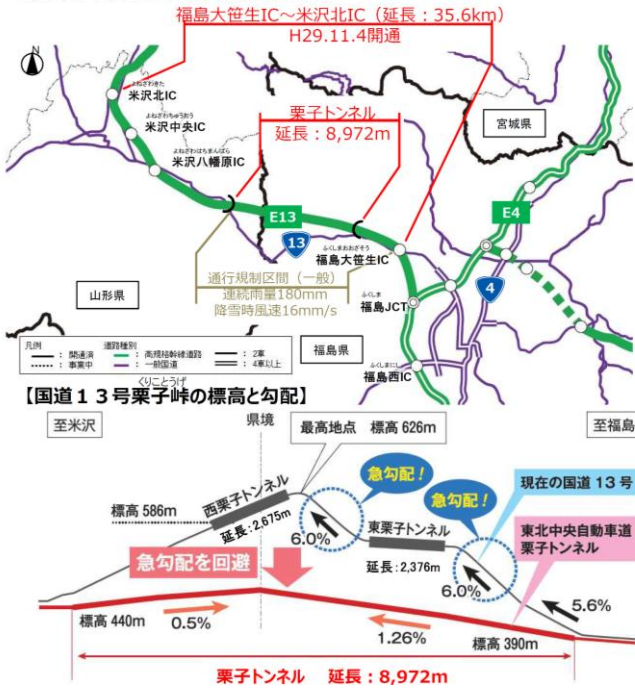 福島大笹生IC～米沢北IC（延長：35.6km）
H29.11.4開通
N
よねざわきた
米沢北IC
よねざわちゅうおう
米沢中央IC
よねざわはちまんぱら
米沢八幡原IC
栗子トンネル
延長：8,972m
宮城県
E13
E4
13
ふくしまおおざそう
福島大笹生IC
通行規制区間（一般）
連続雨量180mm
降雪時風速16mm/s
4
ふくしま
福島JCT
山形県
福島県
ふくしまにし
福島西IC
凡例
道路種別
：開通済
：高規格幹線道路
：2車
：事業中
：一般国道
：4車以上
くりことうげ
【国道１３号栗子峠の標高と勾配】
至米沢
県境
最高地点　標高 626m
至福島
急勾配！
急勾配！
現在の国道 13 号
西栗子トンネル
標高 586m
延長：2,675m
6.0%
東栗子トンネル
延長：2,376m
東北中央自動車道
栗子トンネル
急勾配を回避
6.0%
5.6%
標高 440m
0.5%
1.26%
標高 390m
栗子トンネル　延長：8,972m